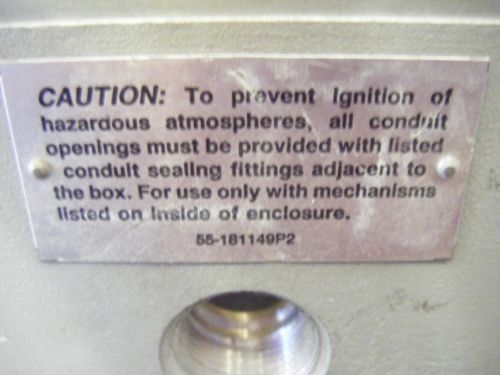 CAUTION: To prevent ignition of
hazardous atmospheres, all conduit
openings must be provided with listed
conduit sealing fittings adjacent to
the box. For use only with mechanisms
listed on inside of enclosure.
55-181149P2